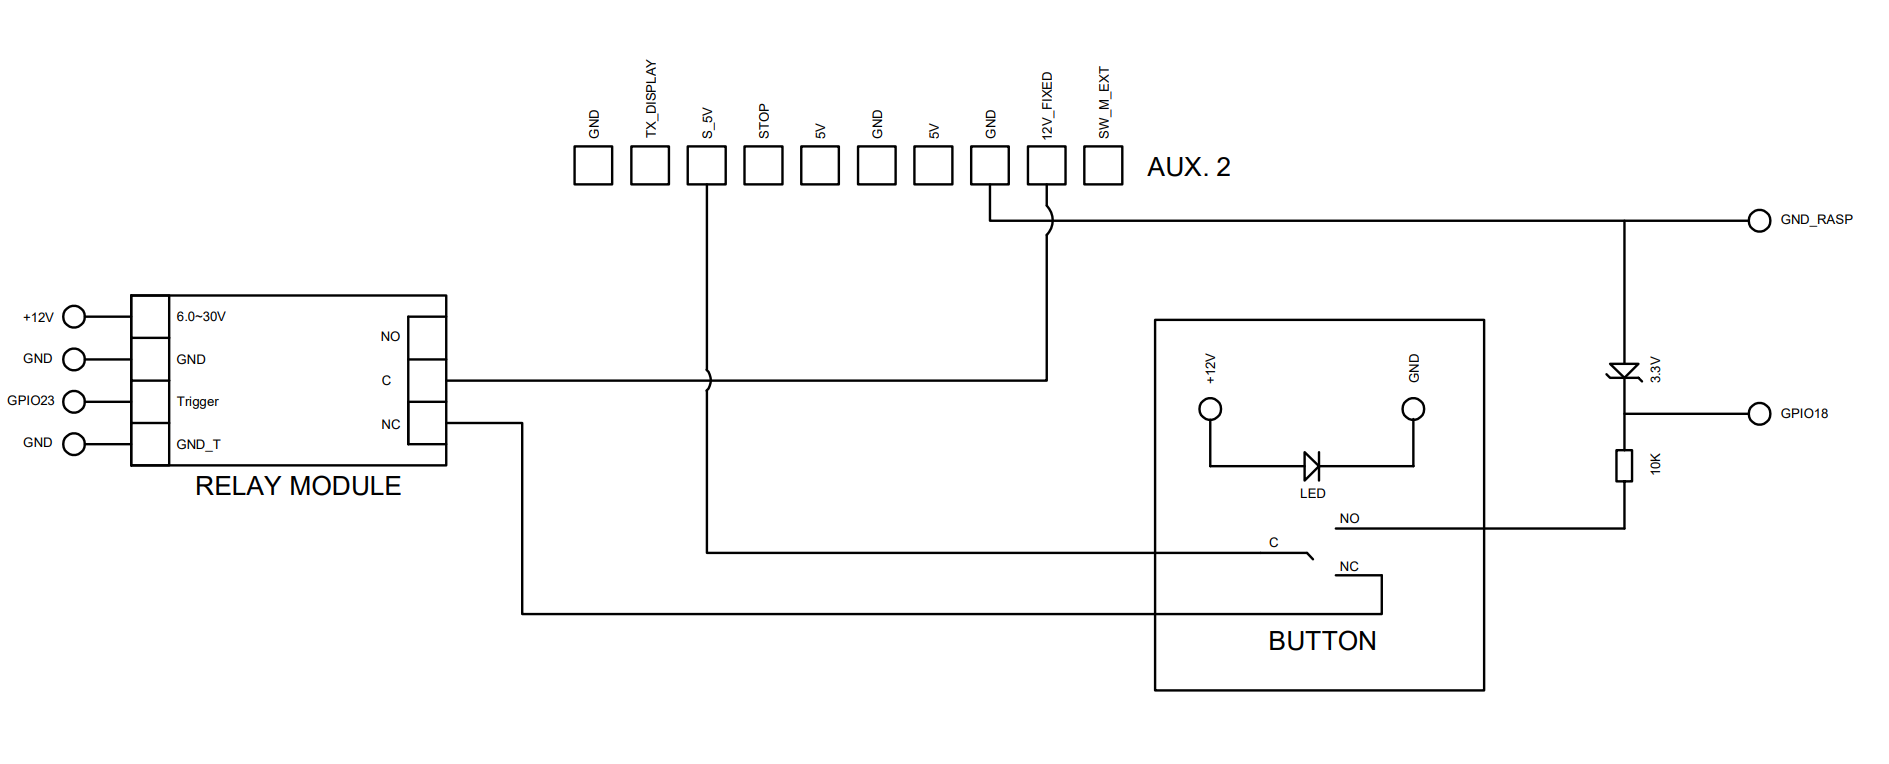 GND
TX_DISPLAY
S_5V
STOP
5V
GND
5V
GND
12V_FIXED
SW_M_EXT
AUX. 2
GND_RASP
+12V
6.0~30V
NO
GND
GND
C
GPIO23
Trigger
NC
GND
GND_T
RELAY MODULE
+12V
GND
3.3V
GPIO18
10K
LED
NO
C
NC
BUTTON